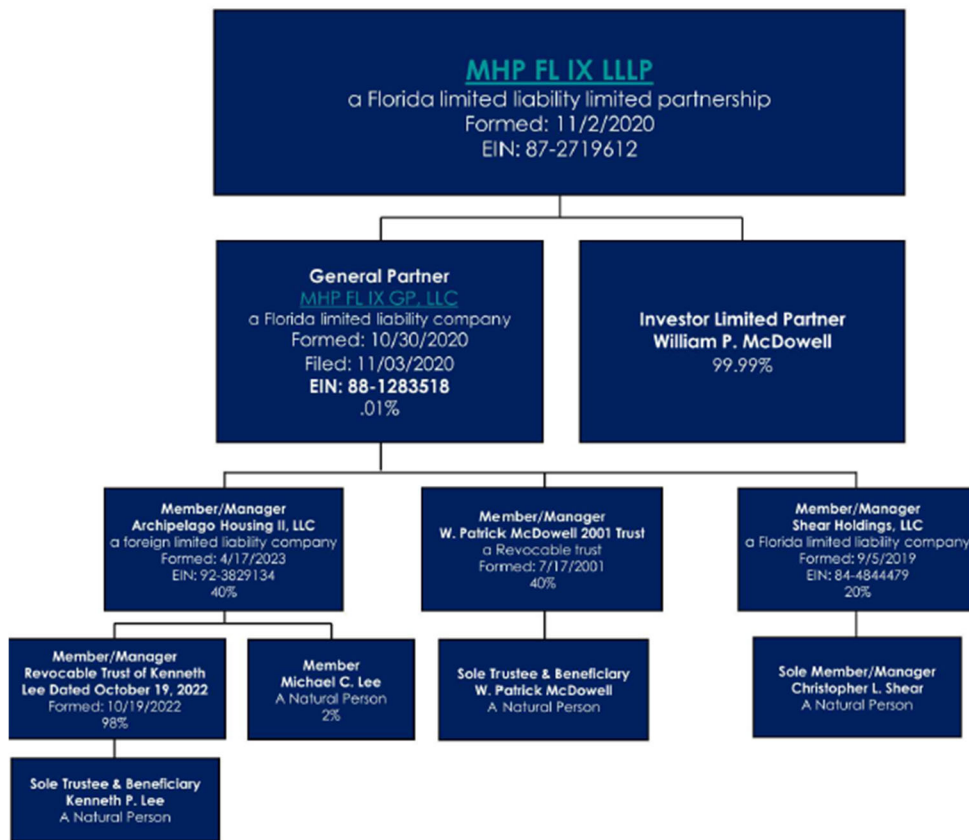 MHP FL IX LLLP
a Florida limited liability limited partnership
Formed: 11/2/2020
EIN: 87-2719612
General Partner
MHP FL IX GP, LLC
a Florida limited liability company
Formed: 10/30/2020
Filed: 11/03/2020
EIN: 88-1283518
.01%
Investor Limited Partner
William P. McDowell
99.99%
Member/Manager
Archipelago Housing II, LLC
a foreign limited liability company
Formed: 4/17/2023
EIN: 92-3829134
40%
Member/Manager
W. Patrick McDowell 2001 Trust
a Revocable trust
Formed: 7/17/2001
40%
Member/Manager
Shear Holdings, LLC
a Florida limited liability company
Formed: 9/5/2019
EIN: 84-4844479
20%
Member/Manager
Revocable Trust of Kenneth
Lee Dated October 19, 2022
Formed: 10/19/2022
98%
Member
Michael C. Lee
A Natural Person
2%
Sole Trustee & Beneficiary
W. Patrick McDowell
A Natural Person
Sole Member/Manager
Christopher L. Shear
A Natural Person
Sole Trustee & Beneficiary
Kenneth P. Lee
A Natural Person